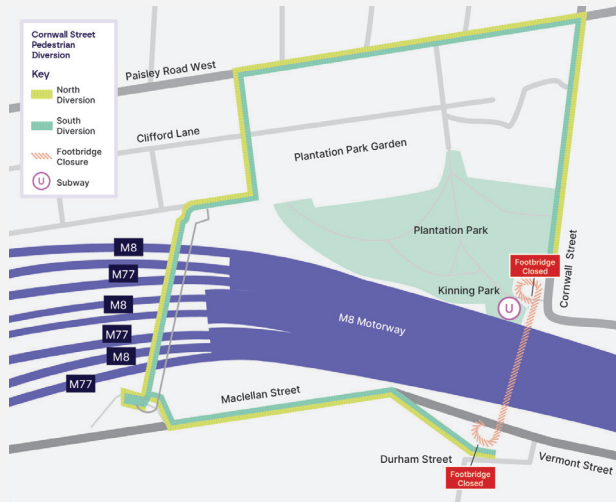 Cornwall Street
Pedestrian
Diversion
Key
North
Diversion
South
Diversion
Footbridge
Closure
U
Subway
Paisley Road West
Clifford Lane
Plantation Park Garden
Plantation Park
Footbridge
Closed
Cornwall Street
Kinning Park
U
M8
M77
M8
M77
M8
M77
M8 Motorway
Maclellan Street
Durham Street
Vermont Street
Footbridge
Closed